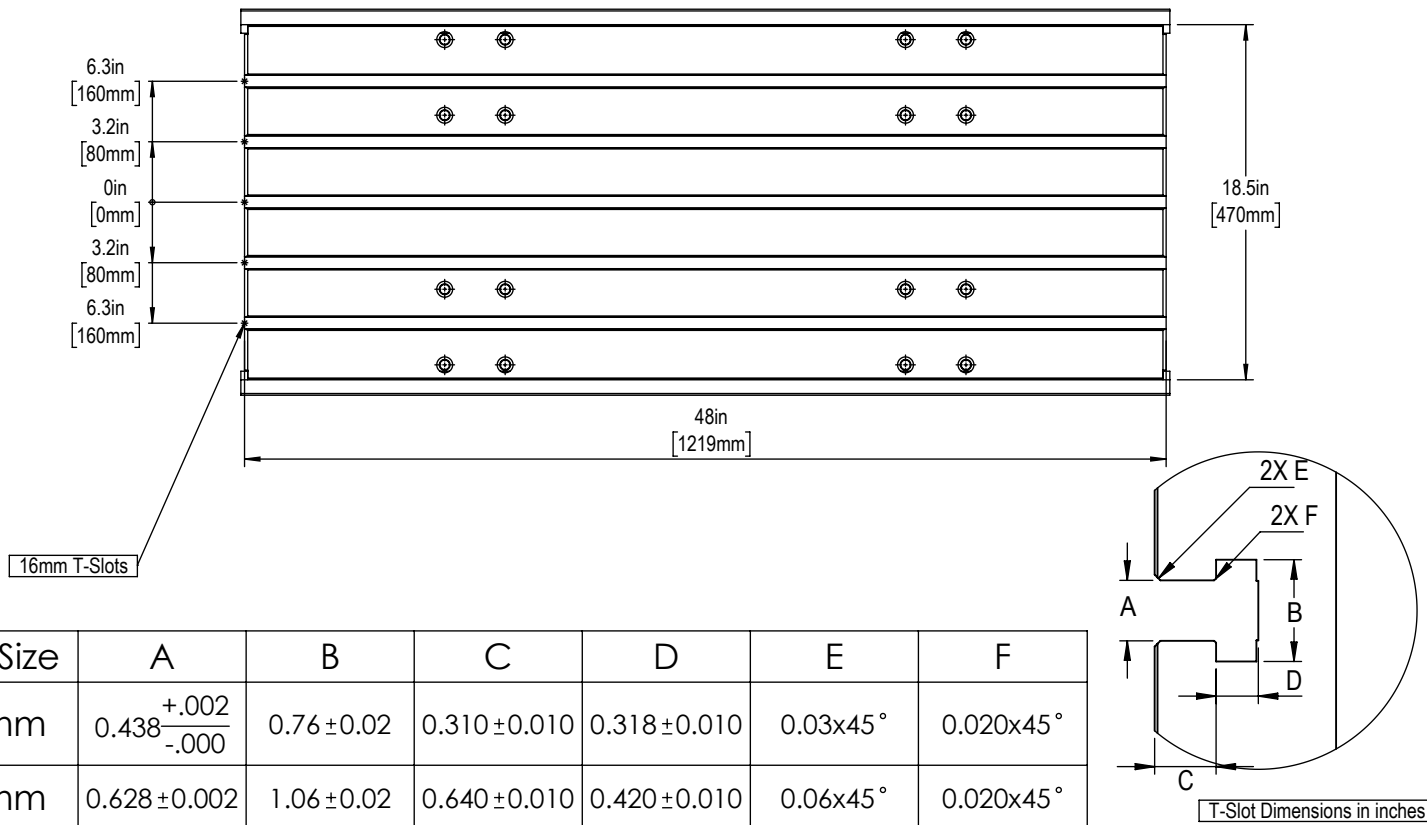 6.3in
[160mm]
3.2in
[80mm]
0in
[0mm]
3.2in
[80mm]
6.3in
[160mm]
18.5in
[470mm]
48in
[1219mm]
16mm T-Slots
2X E
2X F
A
B
D
C
Size A B C D E F
mm 0.438 +.002 -.000 0.76±0.02 0.310±0.010 0.318±0.010 0.03x45° 0.020x45°
mm 0.628±0.002 1.06±0.02 0.640±0.010 0.420±0.010 0.06x45° 0.020x45°
T-Slot Dimensions in inches